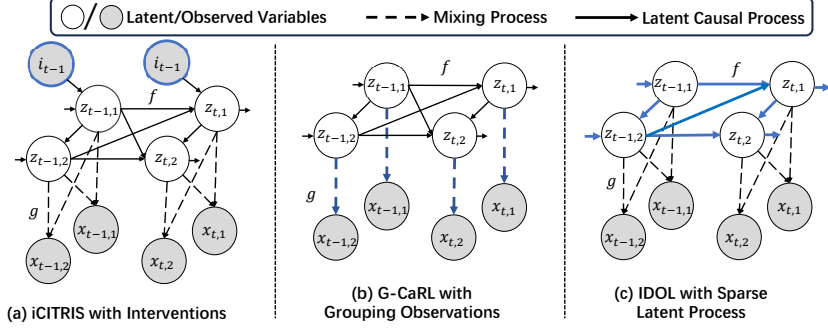 Latent/Observed Variables Mixing Process Latent Causal Process
i_{t-1} i_{t-1} f
z_{t-1,1} z_{t,1}
z_{t-1,2} z_{t,2}
g
x_{t-1,1} x_{t,1}
x_{t-1,2} x_{t,2}
(a) iCITRIS with Interventions
f
z_{t-1,1} z_{t,1}
z_{t-1,2} z_{t,2}
g
x_{t-1,1} x_{t,1}
x_{t-1,2} x_{t,2}
(b) G-CaRL with
Grouping Observations
f
z_{t-1,1} z_{t,1}
z_{t-1,2} z_{t,2}
g
x_{t-1,1} x_{t,1}
x_{t-1,2} x_{t,2}
(c) IDOL with Sparse
Latent Process